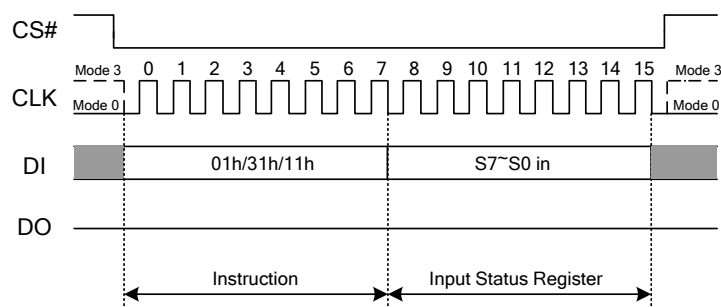 CS#
Mode 3 0 1 2 3 4 5 6 7 8 9 10 11 12 13 14 15 Mode 3
CLK
Mode 0 Mode 0
DI 01h/31h/11h S7~S0 in
DO
Instruction Input Status Register